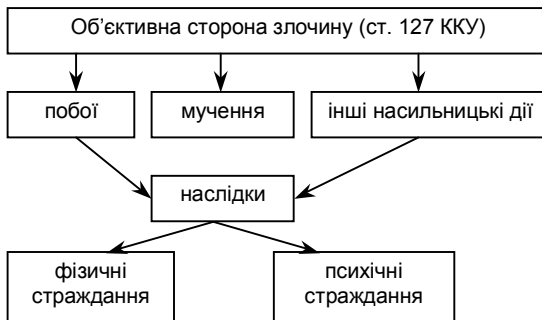 Об’єктивна сторона злочину (ст. 127 ККУ)
побої
мучення
інші насильницькі дії
наслідки
фізичні
страждання
психічні
страждання